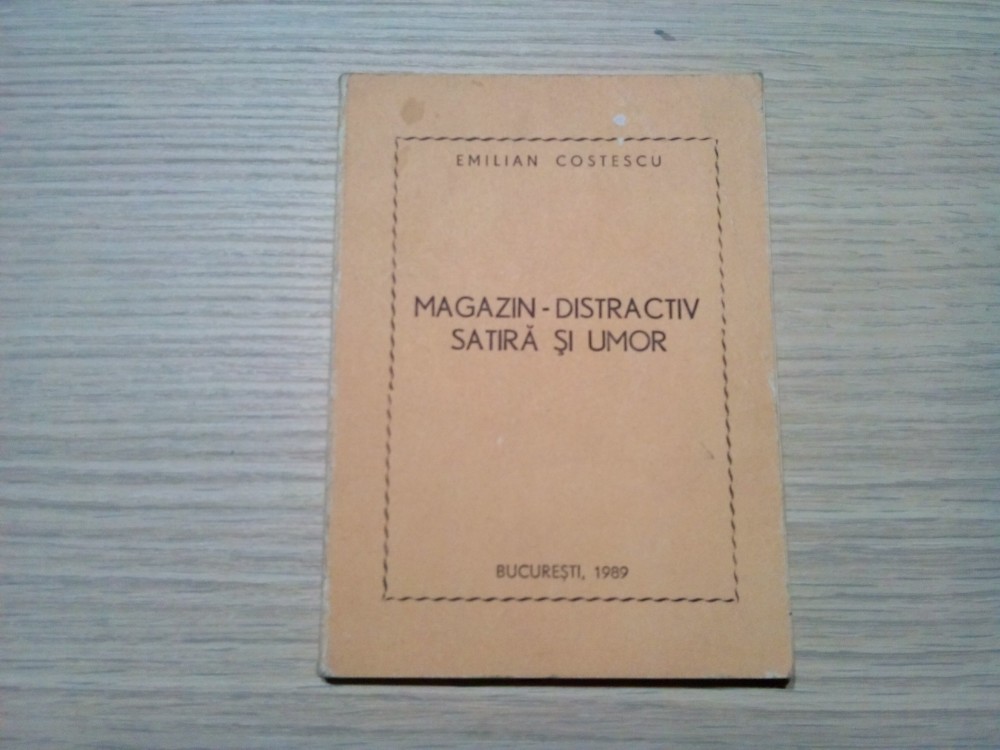 EMILIAN COSTESCU
MAGAZIN - DISTRACTIV
SATIRĂ ȘI UMOR
BUCUREȘTI, 1989